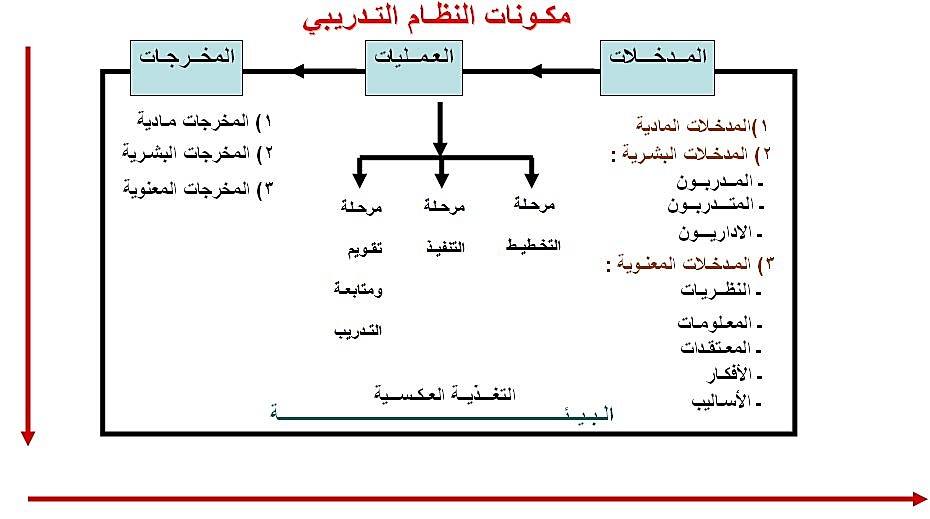 مكونات النظام التدريبي
المدخلات
العمليات
المخرجات
١)المدخلات المادية
٢) المدخلات البشرية :
- المدربون
- المتدربون
- الاداريون
٣) المدخلات المعنوية :
- النظريات
- المعلومات
- المعتقدات
- الأفكار
- الأساليب
مرحلة
التخطيط
مرحلة
التنفيذ
مرحلة
تقويم
ومتابعة
التدريب
١) المخرجات مادية
٢) المخرجات البشرية
٣) المخرجات المعنوية
التغذية العكسية
البيئة